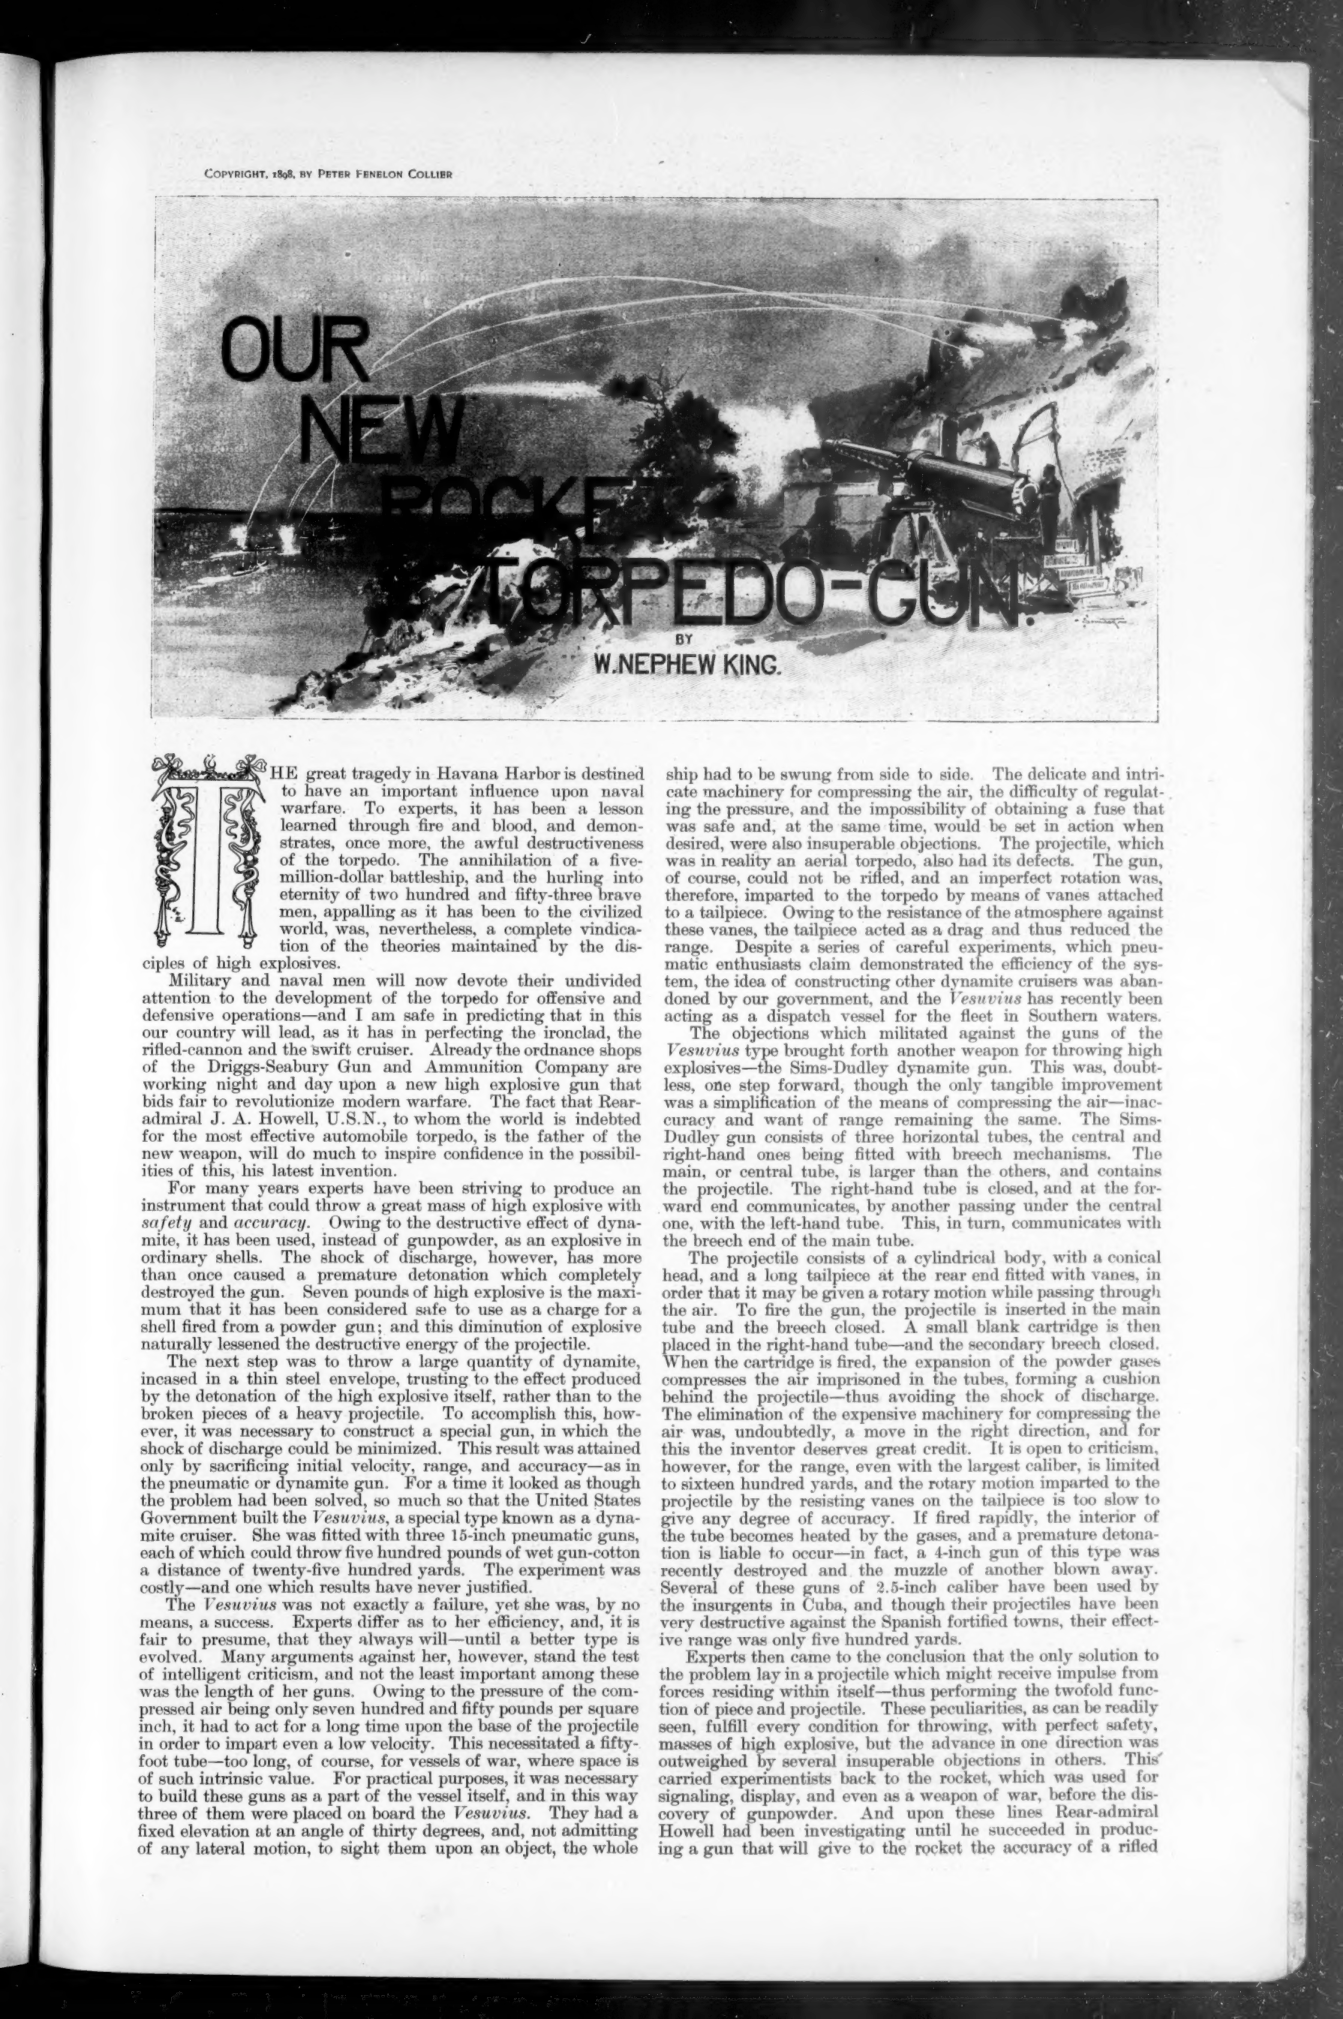 COPYRIGHT, 1898, BY PETER FENELON COLLIER
OUR
NEW
ROCKET
TORPEDO-GUN.
BY
W. NEPHEW KING.
THE great tragedy in Havana Harbor is destined
to have an important influence upon naval
warfare. To experts, it has been a lesson
learned through fire and blood, and demon-
strates, once more, the awful destructiveness
of the torpedo. The annihilation of a five-
million-dollar battleship, and the hurling into
eternity of two hundred and fifty-three brave
men, appalling as it has been to the civilized
world, was, nevertheless, a complete vindica-
tion of the theories maintained by the dis-
ciples of high explosives.
Military and naval men will now devote their undivided
attention to the development of the torpedo for offensive and
defensive operations—and I am safe in predicting that in this
our country will lead, as it has in perfecting the ironclad, the
rifled-cannon and the swift cruiser. Already the ordnance shops
of the Driggs-Seabury Gun and Ammunition Company are
working night and day upon a new high explosive gun that
bids fair to revolutionize modern warfare. The fact that Rear-
admiral J. A. Howell, U.S.N., to whom the world is indebted
for the most effective automobile torpedo, is the father of the
new weapon, will do much to inspire confidence in the possibil-
ities of this, his latest invention.
For many years experts have been striving to produce an
instrument that could throw a great mass of high explosive with
safety and accuracy. Owing to the destructive effect of dyna-
mite, it has been used, instead of gunpowder, as an explosive in
ordinary shells. The shock of discharge, however, has more
than once caused a premature detonation which completely
destroyed the gun. Seven pounds of high explosive is the maxi-
mum that it has been considered safe to use as a charge for a
shell fired from a powder gun; and this diminution of explosive
naturally lessened the destructive energy of the projectile.
The next step was to throw a large quantity of dynamite,
incased in a thin steel envelope, trusting to the effect produced
by the detonation of the high explosive itself, rather than to the
broken pieces of a heavy projectile. To accomplish this, how-
ever, it was necessary to construct a special gun, in which the
shock of discharge could be minimized. This result was attained
only by sacrificing initial velocity, range, and accuracy—as in
the pneumatic or dynamite gun. For a time it looked as though
the problem had been solved, so much so that the United States
Government built the Vesuvius, a special type known as a dyna-
mite cruiser. She was fitted with three 15-inch pneumatic guns,
each of which could throw five hundred pounds of wet gun-cotton
a distance of twenty-five hundred yards. The experiment was
costly—and one which results have never justified.
The Vesuvius was not exactly a failure, yet she was, by no
means, a success. Experts differ as to her efficiency, and, it is
fair to presume, that they always will—until a better type is
evolved. Many arguments against her, however, stand the test
of intelligent criticism, and not the least important among these
was the length of her guns. Owing to the pressure of the com-
pressed air being only seven hundred and fifty pounds per square
inch, it had to act for a long time upon the base of the projectile
in order to impart even a low velocity. This necessitated a fifty-
foot tube—too long, of course, for vessels of war, where space is
of such intrinsic value. For practical purposes, it was necessary
to build these guns as a part of the vessel itself, and in this way
three of them were placed on board the Vesuvius. They had a
fixed elevation at an angle of thirty degrees, and, not admitting
of any lateral motion, to sight them upon an object, the whole
ship had to be swung from side to side. The delicate and intri-
cate machinery for compressing the air, the difficulty of regulat-
ing the pressure, and the impossibility of obtaining a fuse that
was safe and, at the same time, would be set in action when
desired, were also insuperable objections. The projectile, which
was in reality an aerial torpedo, also had its defects. The gun,
of course, could not be rifled, and an imperfect rotation was,
therefore, imparted to the torpedo by means of vanes attached
to a tailpiece. Owing to the resistance of the atmosphere against
these vanes, the tailpiece acted as a drag and thus reduced the
range. Despite a series of careful experiments, which pneu-
matic enthusiasts claim demonstrated the efficiency of the sys-
tem, the idea of constructing other dynamite cruisers was aban-
doned by our government, and the Vesuvius has recently been
acting as a dispatch vessel for the fleet in Southern waters.
The objections which militated against the guns of the
Vesuvius type brought forth another weapon for throwing high
explosives—the Sims-Dudley dynamite gun. This was, doubt-
less, one step forward, though the only tangible improvement
was a simplification of the means of compressing the air—inac-
curacy and want of range remaining the same. The Sims-
Dudley gun consists of three horizontal tubes, the central and
right-hand ones being fitted with breech mechanisms. The
main, or central tube, is larger than the others, and contains
the projectile. The right-hand tube is closed, and at the for-
ward end communicates, by another passing under the central
one, with the left-hand tube. This, in turn, communicates with
the breech end of the main tube.
The projectile consists of a cylindrical body, with a conical
head, and a long tailpiece at the rear end fitted with vanes, in
order that it may be given a rotary motion while passing through
the air. To fire the gun, the projectile is inserted in the main
tube and the breech closed. A small blank cartridge is then
placed in the right-hand tube—and the secondary breech closed.
When the cartridge is fired, the expansion of the powder gases
compresses the air imprisoned in the tubes, forming a cushion
behind the projectile—thus avoiding the shock of discharge.
The elimination of the expensive machinery for compressing the
air was, undoubtedly, a move in the right direction, and for
this the inventor deserves great credit. It is open to criticism,
however, for the range, even with the largest caliber, is limited
to sixteen hundred yards, and the rotary motion imparted to the
projectile by the resisting vanes on the tailpiece is too slow to
give any degree of accuracy. If fired rapidly, the interior of
the tube becomes heated by the gases, and a premature detona-
tion is liable to occur—in fact, a 4-inch gun of this type was
recently destroyed and the muzzle of another blown away.
Several of these guns of 2.5-inch caliber have been used by
the insurgents in Cuba, and though their projectiles have been
very destructive against the Spanish fortified towns, their effect-
ive range was only five hundred yards.
Experts then came to the conclusion that the only solution to
the problem lay in a projectile which might receive impulse from
forces residing within itself—thus performing the twofold func-
tion of piece and projectile. These peculiarities, as can be readily
seen, fulfill every condition for throwing, with perfect safety,
masses of high explosive, but the advance in one direction was
outweighed by several insuperable objections in others. This
carried experimentists back to the rocket, which was used for
signaling, display, and even as a weapon of war, before the dis-
covery of gunpowder. And upon these lines Rear-admiral
Howell had been investigating until he succeeded in produc-
ing a gun that will give to the rocket the accuracy of a rifled